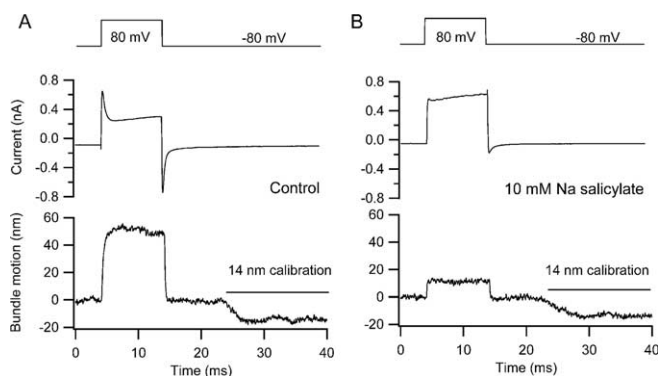 A
80 mV
-80 mV
0.8
0.4
0.0
-0.4
-0.8
Current (nA)
Control
60
40
20
0
-20
Bundle motion (nm)
14 nm calibration
0
10
20
30
40
Time (ms)
B
80 mV
-80 mV
0.8
0.4
0.0
-0.4
-0.8
10 mM Na salicylate
60
40
20
0
-20
14 nm calibration
0
10
20
30
40
Time (ms)